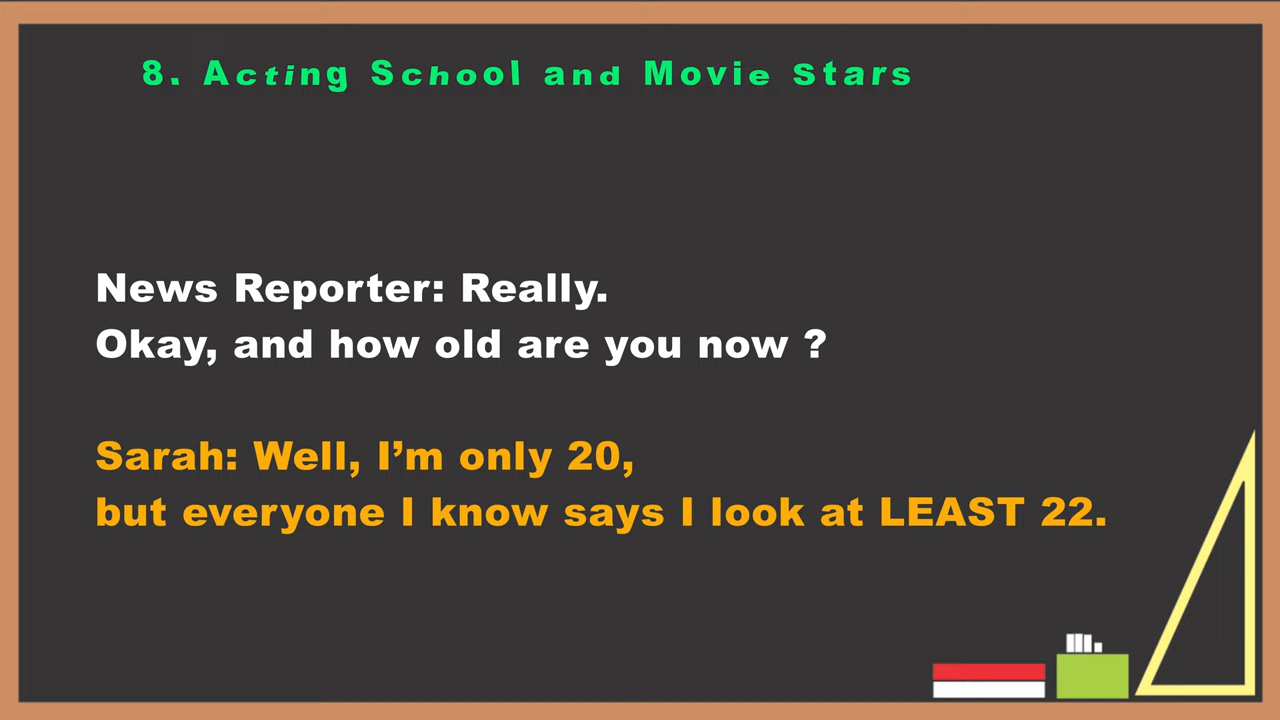 8. Acting School and Movie Stars
News Reporter: Really.
Okay, and how old are you now ?
Sarah: Well, I’m only 20,
but everyone I know says I look at LEAST 22.